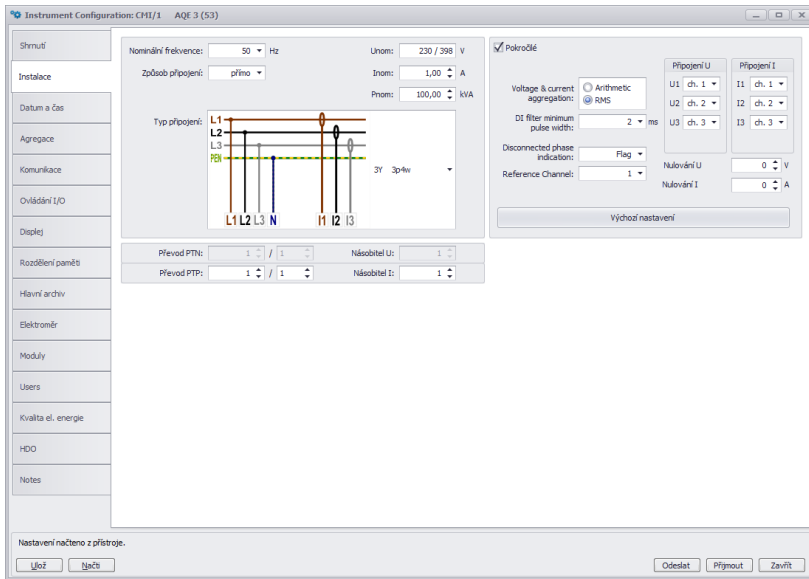 Instrument Configuration: CMI/1 AQE 3 (53)
Shrnutí
Instalace
Datum a čas
Agregace
Komunikace
Ovládání I/O
Displej
Rozdělení paměti
Hlavní archiv
Elektroměr
Moduly
Users
Kvalita el. energie
HDO
Notes
Nominální frekvence: 50 Hz Unom: 230 / 398 V
Způsob připojení: přímo Inom: 1,00 A
Pnom: 100,00 kVA
Typ připojení:
L1
L2
L3
PEN
L1 L2 L3 N I1 I2 I3
3Y 3p4w
Převod PTN: 1 / 1 Násobitel U: 1
Převod PTP: 1 / 1 Násobitel I: 1
Pokročilé
Voltage & current aggregation:
Arithmetic
RMS
DI filter minimum pulse width: 2 ms
Disconnected phase indication: Flag
Reference Channel: 1
Připojení U
U1 ch. 1
U2 ch. 2
U3 ch. 3
Připojení I
I1 ch. 1
I2 ch. 2
I3 ch. 3
Nulování U 0 V
Nulování I 0 A
Výchozí nastavení
Nastavení načteno z přístroje.
Ulož Načti Odeslat Přijmout Zavřít